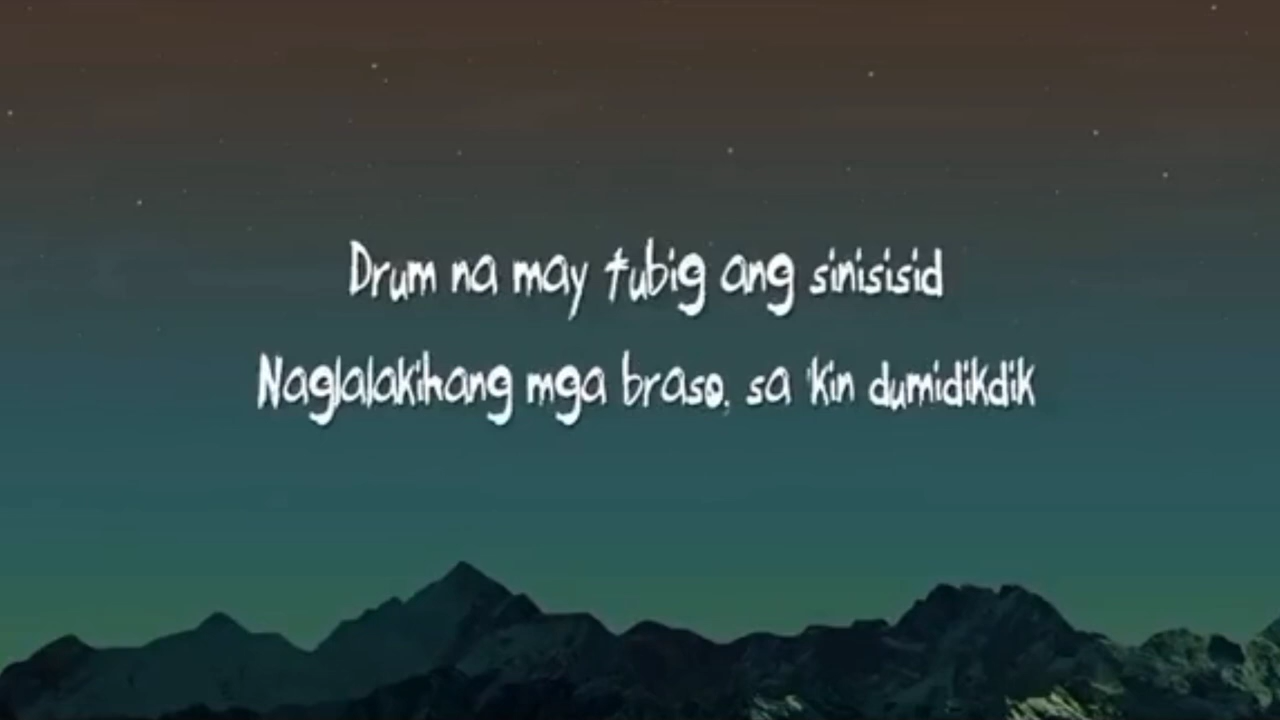 Drum na may tubig ang sinisisid
Naglalakihang mga braso, sa 'kin dumidikdik